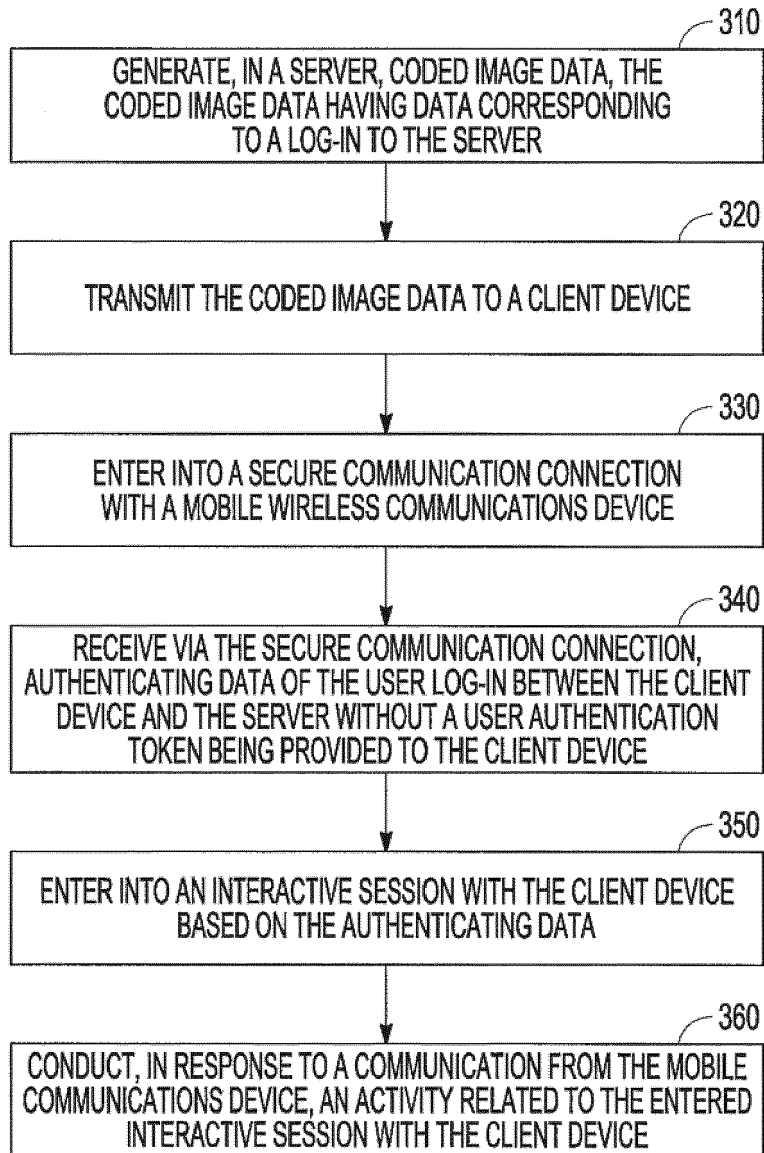 310
GENERATE, IN A SERVER, CODED IMAGE DATA, THE
CODED IMAGE DATA HAVING DATA CORRESPONDING
TO A LOG-IN TO THE SERVER
320
TRANSMIT THE CODED IMAGE DATA TO A CLIENT DEVICE
330
ENTER INTO A SECURE COMMUNICATION CONNECTION
WITH A MOBILE WIRELESS COMMUNICATIONS DEVICE
340
RECEIVE VIA THE SECURE COMMUNICATION CONNECTION,
AUTHENTICATING DATA OF THE USER LOG-IN BETWEEN THE CLIENT
DEVICE AND THE SERVER WITHOUT A USER AUTHENTICATION
TOKEN BEING PROVIDED TO THE CLIENT DEVICE
350
ENTER INTO AN INTERACTIVE SESSION WITH THE CLIENT DEVICE
BASED ON THE AUTHENTICATING DATA
360
CONDUCT, IN RESPONSE TO A COMMUNICATION FROM THE MOBILE
COMMUNICATIONS DEVICE, AN ACTIVITY RELATED TO THE ENTERED
INTERACTIVE SESSION WITH THE CLIENT DEVICE